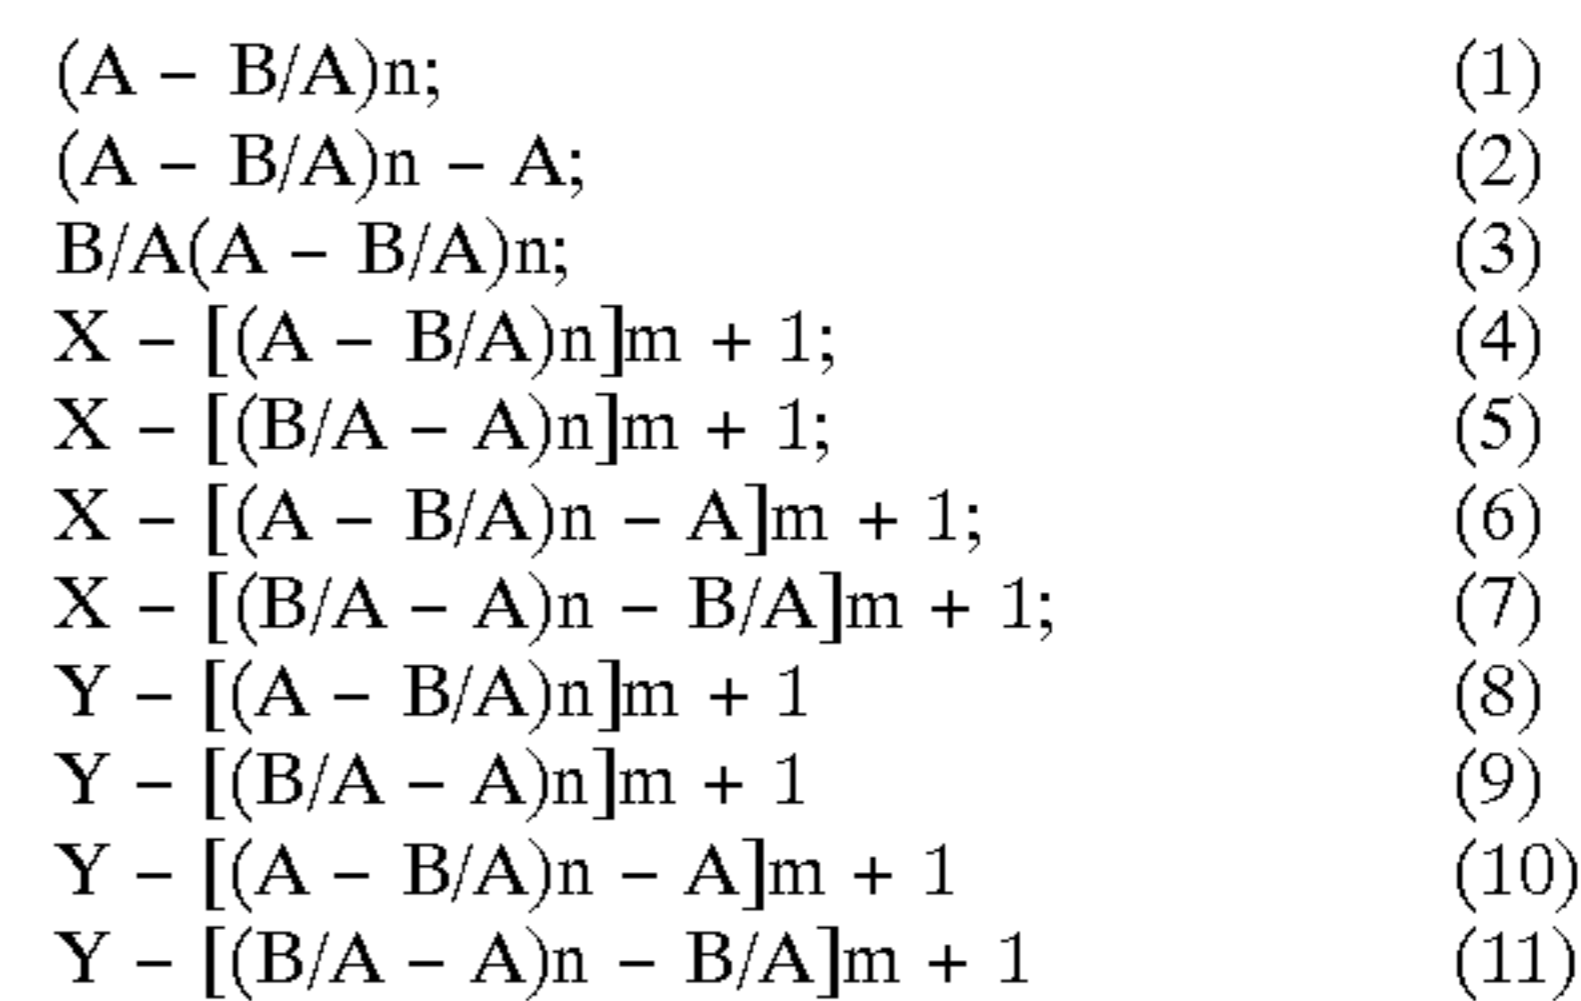 (A – B/A)n; (1)
(A – B/A)n – A; (2)
B/A(A – B/A)n; (3)
X – [(A – B/A)n]m + 1; (4)
X – [(B/A – A)n]m + 1; (5)
X – [(A – B/A)n – A]m + 1; (6)
X – [(B/A – A)n – B/A]m + 1; (7)
Y – [(A – B/A)n]m + 1 (8)
Y – [(B/A – A)n]m + 1 (9)
Y – [(A – B/A)n – A]m + 1 (10)
Y – [(B/A – A)n – B/A]m + 1 (11)